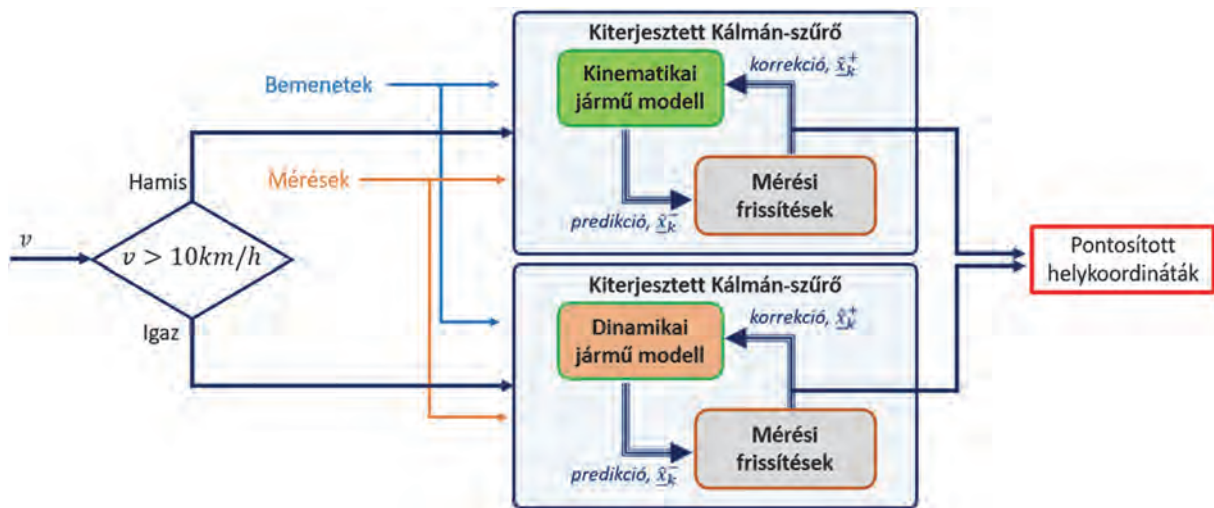 Kiterjesztett Kálmán-szűrő
Kinematikai
jármű modell
korrekció, x̂ₖ⁺
Bemenetek
Mérések
Mérési
frissítések
predikció, x̂ₖ⁻
Hamis
v
v > 10km/h
Igaz
Kiterjesztett Kálmán-szűrő
Dinamikai
jármű modell
korrekció, x̂ₖ⁺
Mérési
frissítések
predikció, x̂ₖ⁻
Pontosított
helykoordináták